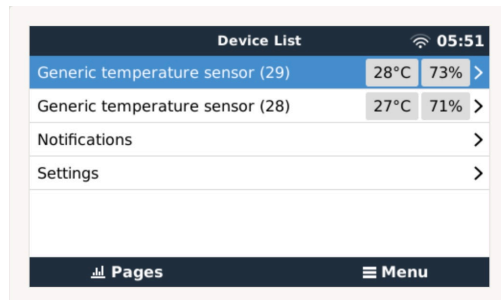 Device List 05:51
Generic temperature sensor (29) 28°C 73%
Generic temperature sensor (28) 27°C 71%
Notifications
Settings
Pages Menu